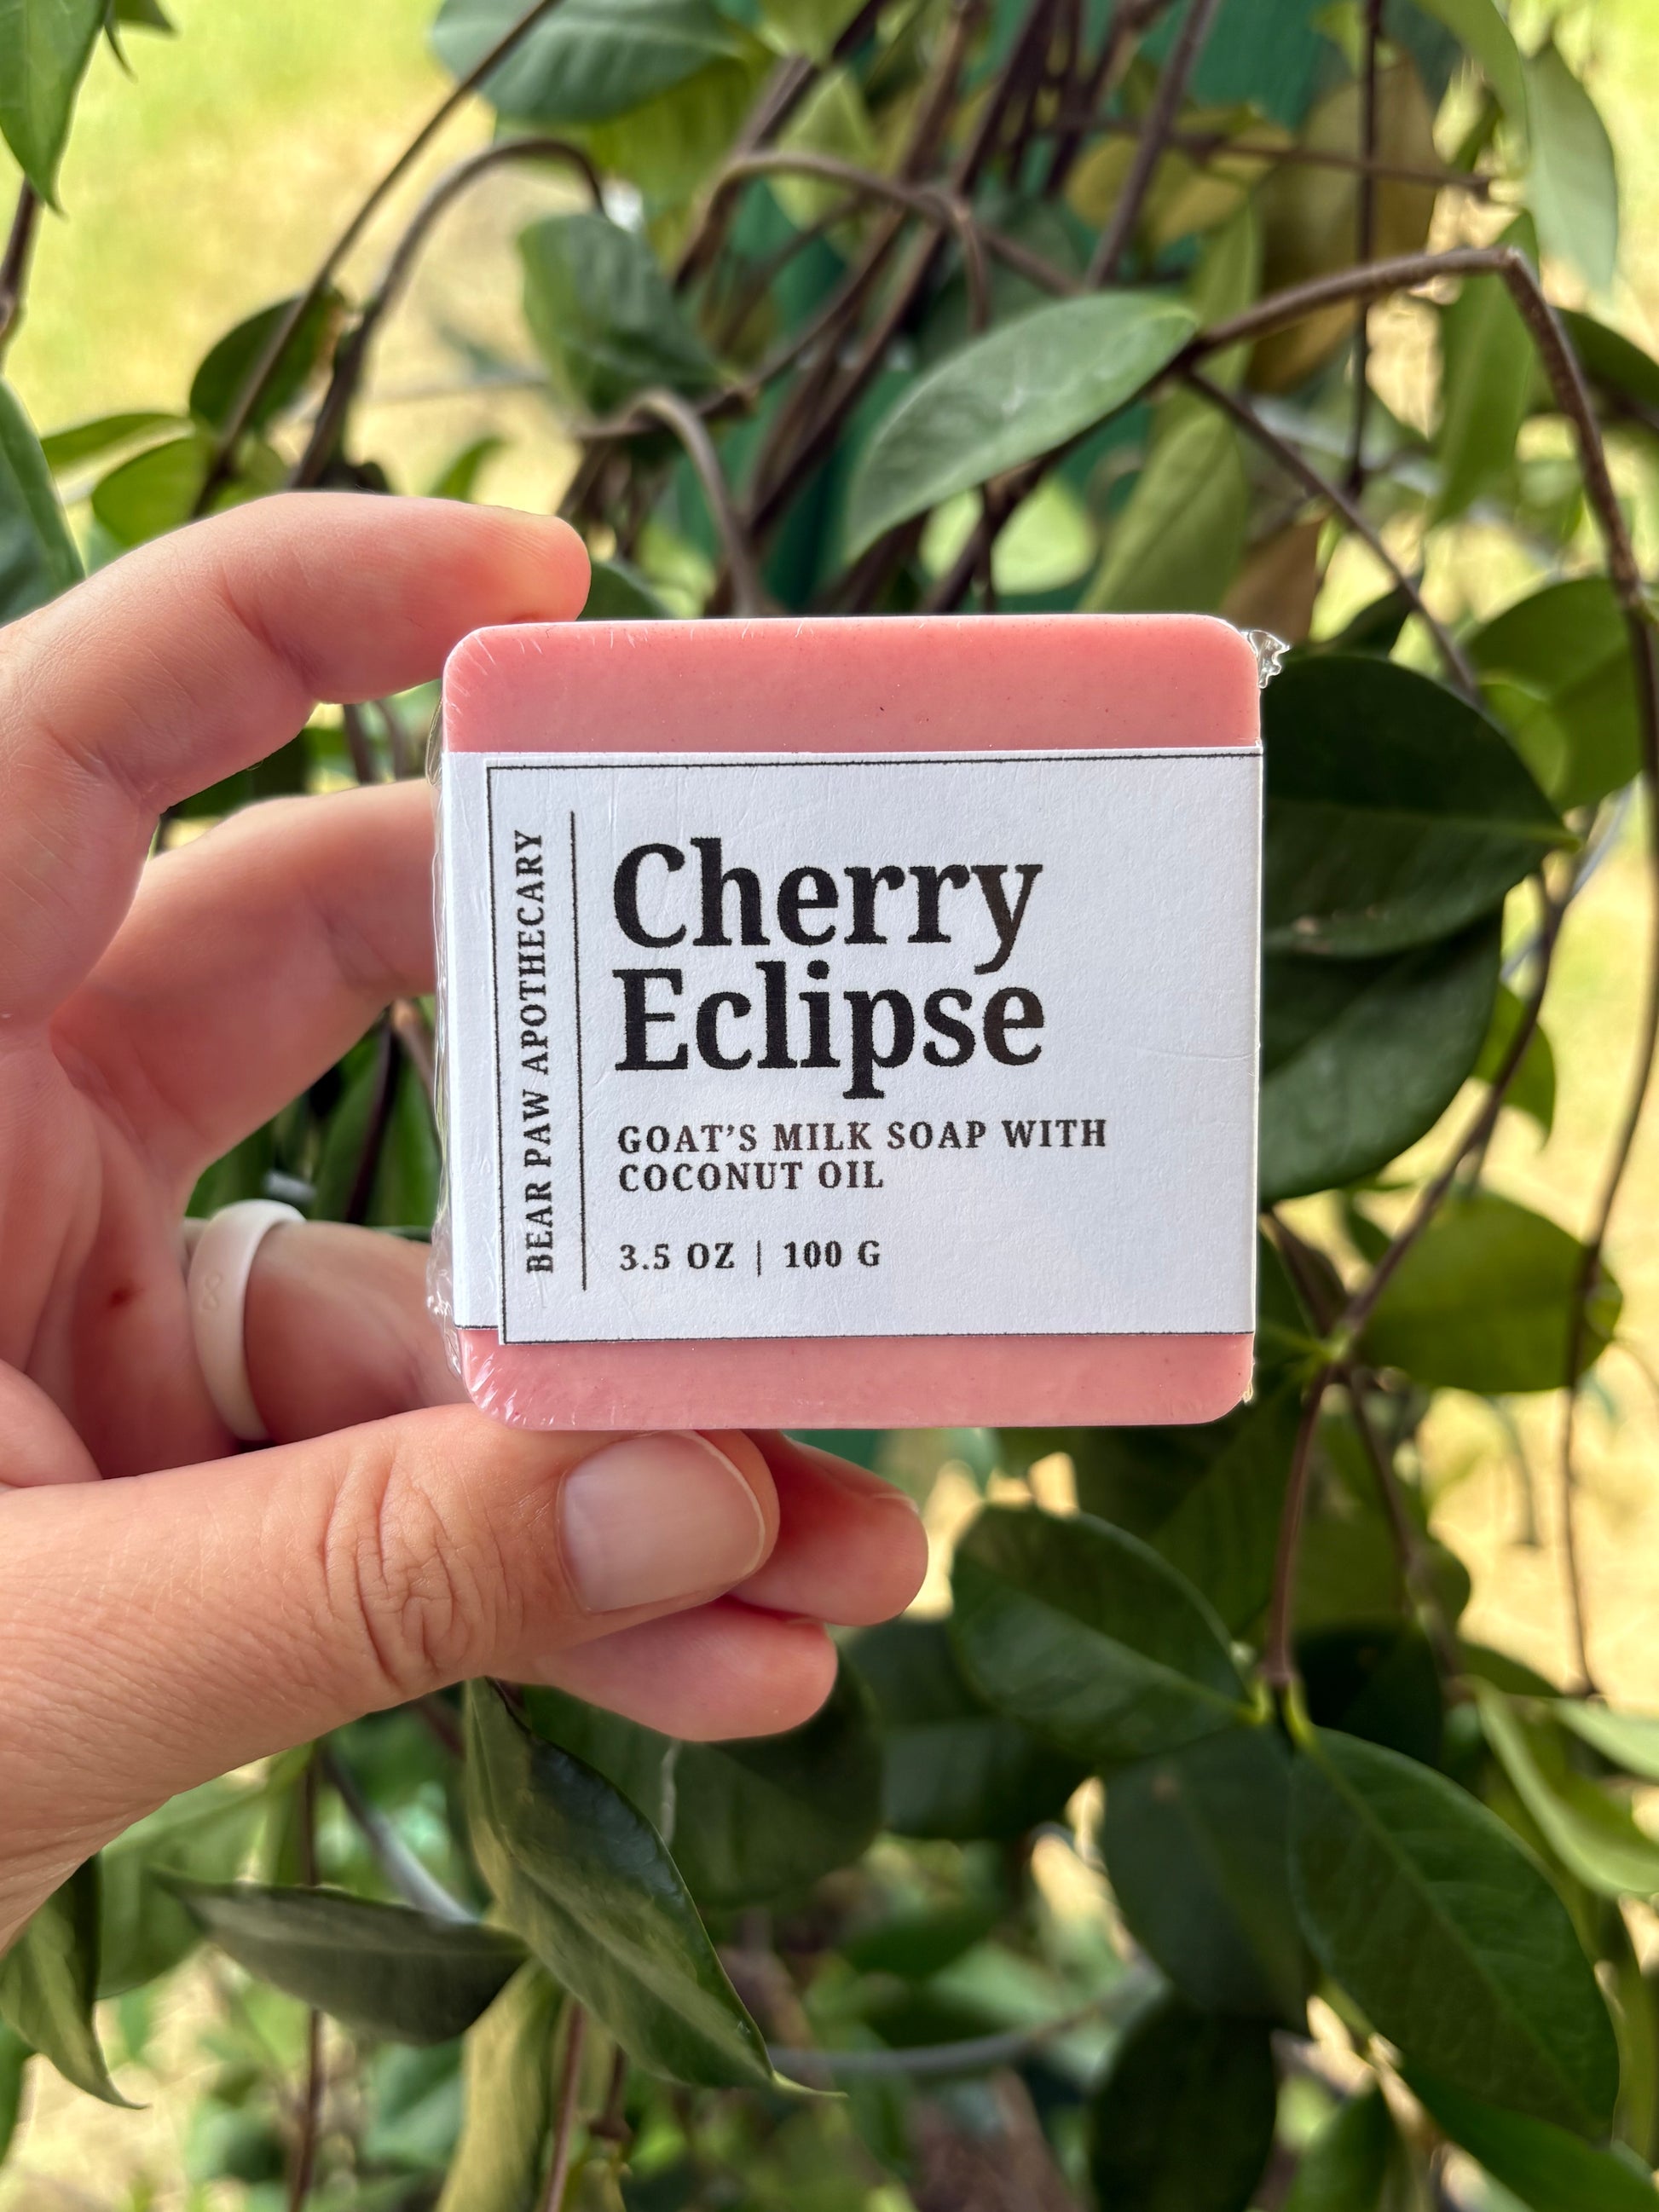 BEAR PAW APOTHECARY
Cherry
Eclipse
GOAT'S MILK SOAP WITH
COCONUT OIL
3.5 OZ | 100 G